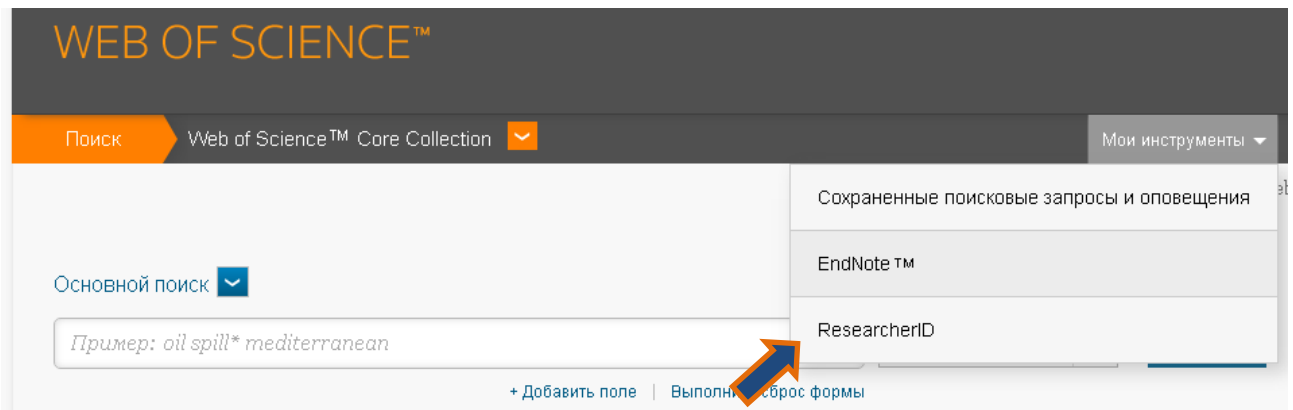 WEB OF SCIENCE™
Поиск
Web of Science™ Core Collection
Мои инструменты
Сохраненные поисковые запросы и оповещения
EndNote™
ResearcherID
Основной поиск
Пример: oil spill* mediterranean
+ Добавить поле | сброс формы